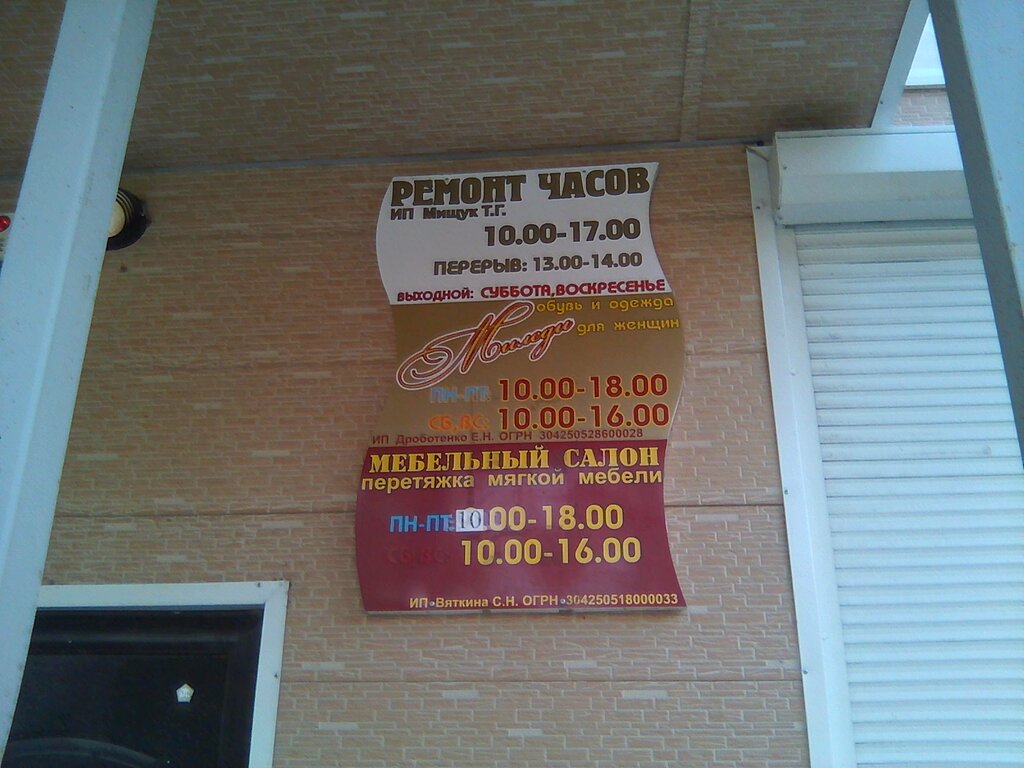 РЕМОНТ ЧАСОВ
ИП Мищук Т.Г.
10.00-17.00
ПЕРЕРЫВ: 13.00-14.00
ВЫХОДНОЙ: СУББОТА, ВОСКРЕСЕНЬЕ
обувь и одежда
Миледи для женщин
ПН-ПТ: 10.00-18.00
СБ, ВС: 10.00-16.00
ИП Дроботенко Е.Н. ОГРН 304250528600028
МЕБЕЛЬНЫЙ САЛОН
перетяжка мягкой мебели
ПН-ПТ: 10.00-18.00
СБ, ВС: 10.00-16.00
ИП Вяткина С.Н. ОГРН 304250518000033